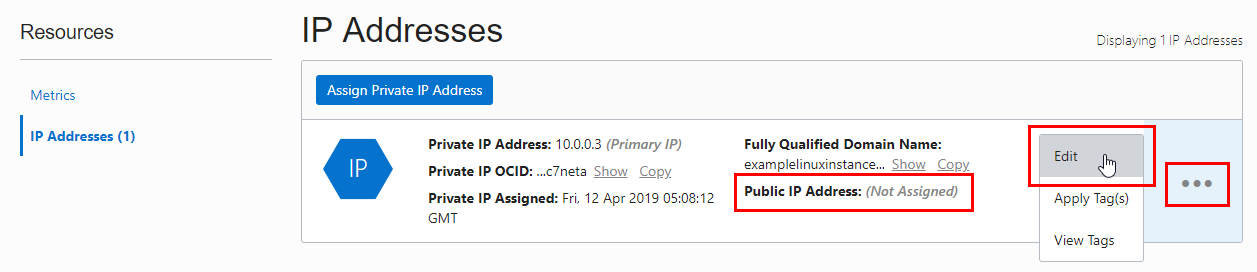 Resources
Metrics
IP Addresses (1)
IP Addresses
Displaying 1 IP Addresses
Assign Private IP Address
IP
Private IP Address: 10.0.0.3 (Primary IP)
Private IP OCID: ...c7neta Show Copy
Private IP Assigned: Fri, 12 Apr 2019 05:08:12
GMT
Fully Qualified Domain Name:
examplelinuxinstance... Show Copy
Public IP Address: (Not Assigned)
Edit
Apply Tag(s)
View Tags